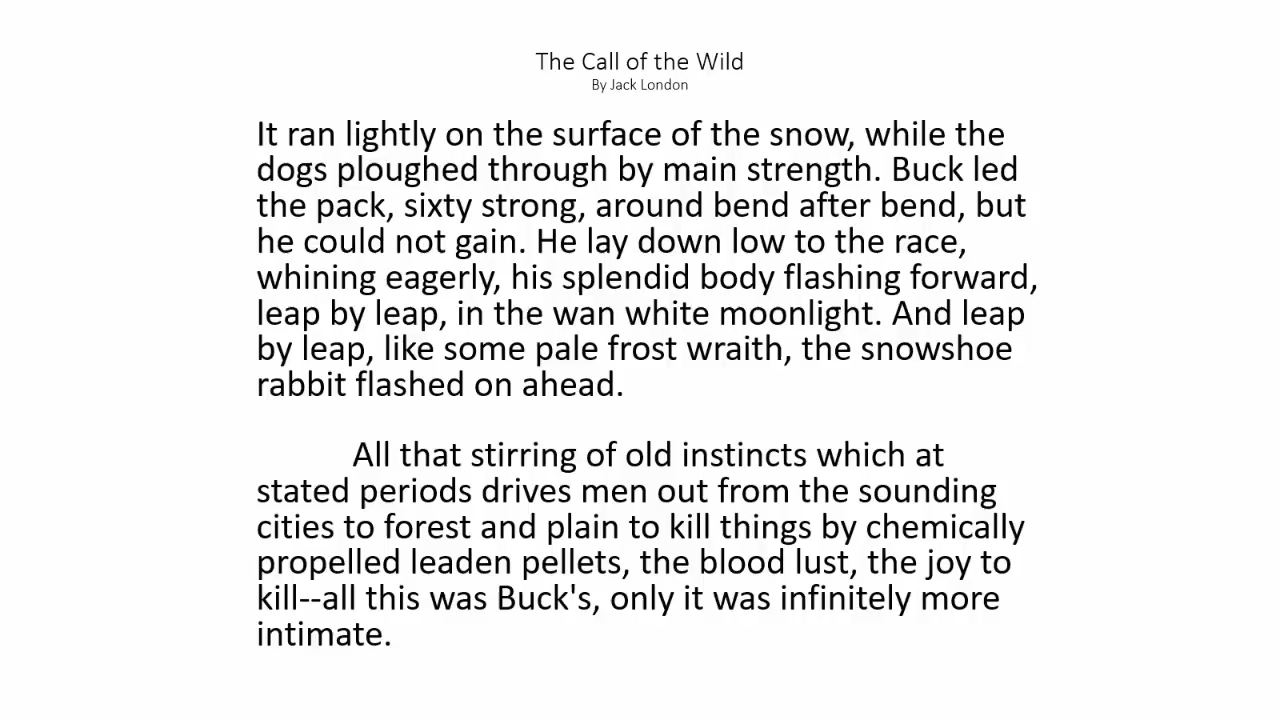 The Call of the Wild
By Jack London
It ran lightly on the surface of the snow, while the
dogs ploughed through by main strength. Buck led
the pack, sixty strong, around bend after bend, but
he could not gain. He lay down low to the race,
whining eagerly, his splendid body flashing forward,
leap by leap, in the wan white moonlight. And leap
by leap, like some pale frost wraith, the snowshoe
rabbit flashed on ahead.
All that stirring of old instincts which at
stated periods drives men out from the sounding
cities to forest and plain to kill things by chemically
propelled leaden pellets, the blood lust, the joy to
kill--all this was Buck's, only it was infinitely more
intimate.